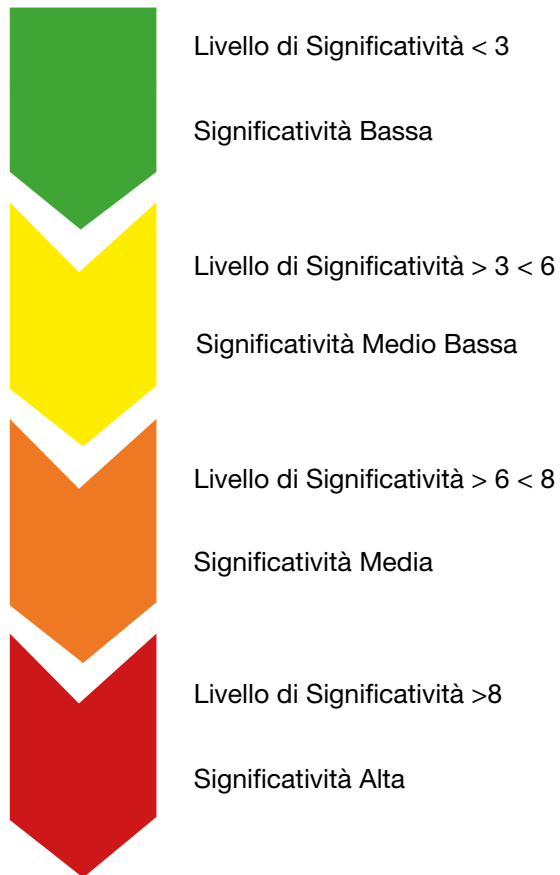 Livello di Significatività < 3
Significatività Bassa
Livello di Significatività > 3 < 6
Significatività Medio Bassa
Livello di Significatività > 6 < 8
Significatività Media
Livello di Significatività >8
Significatività Alta